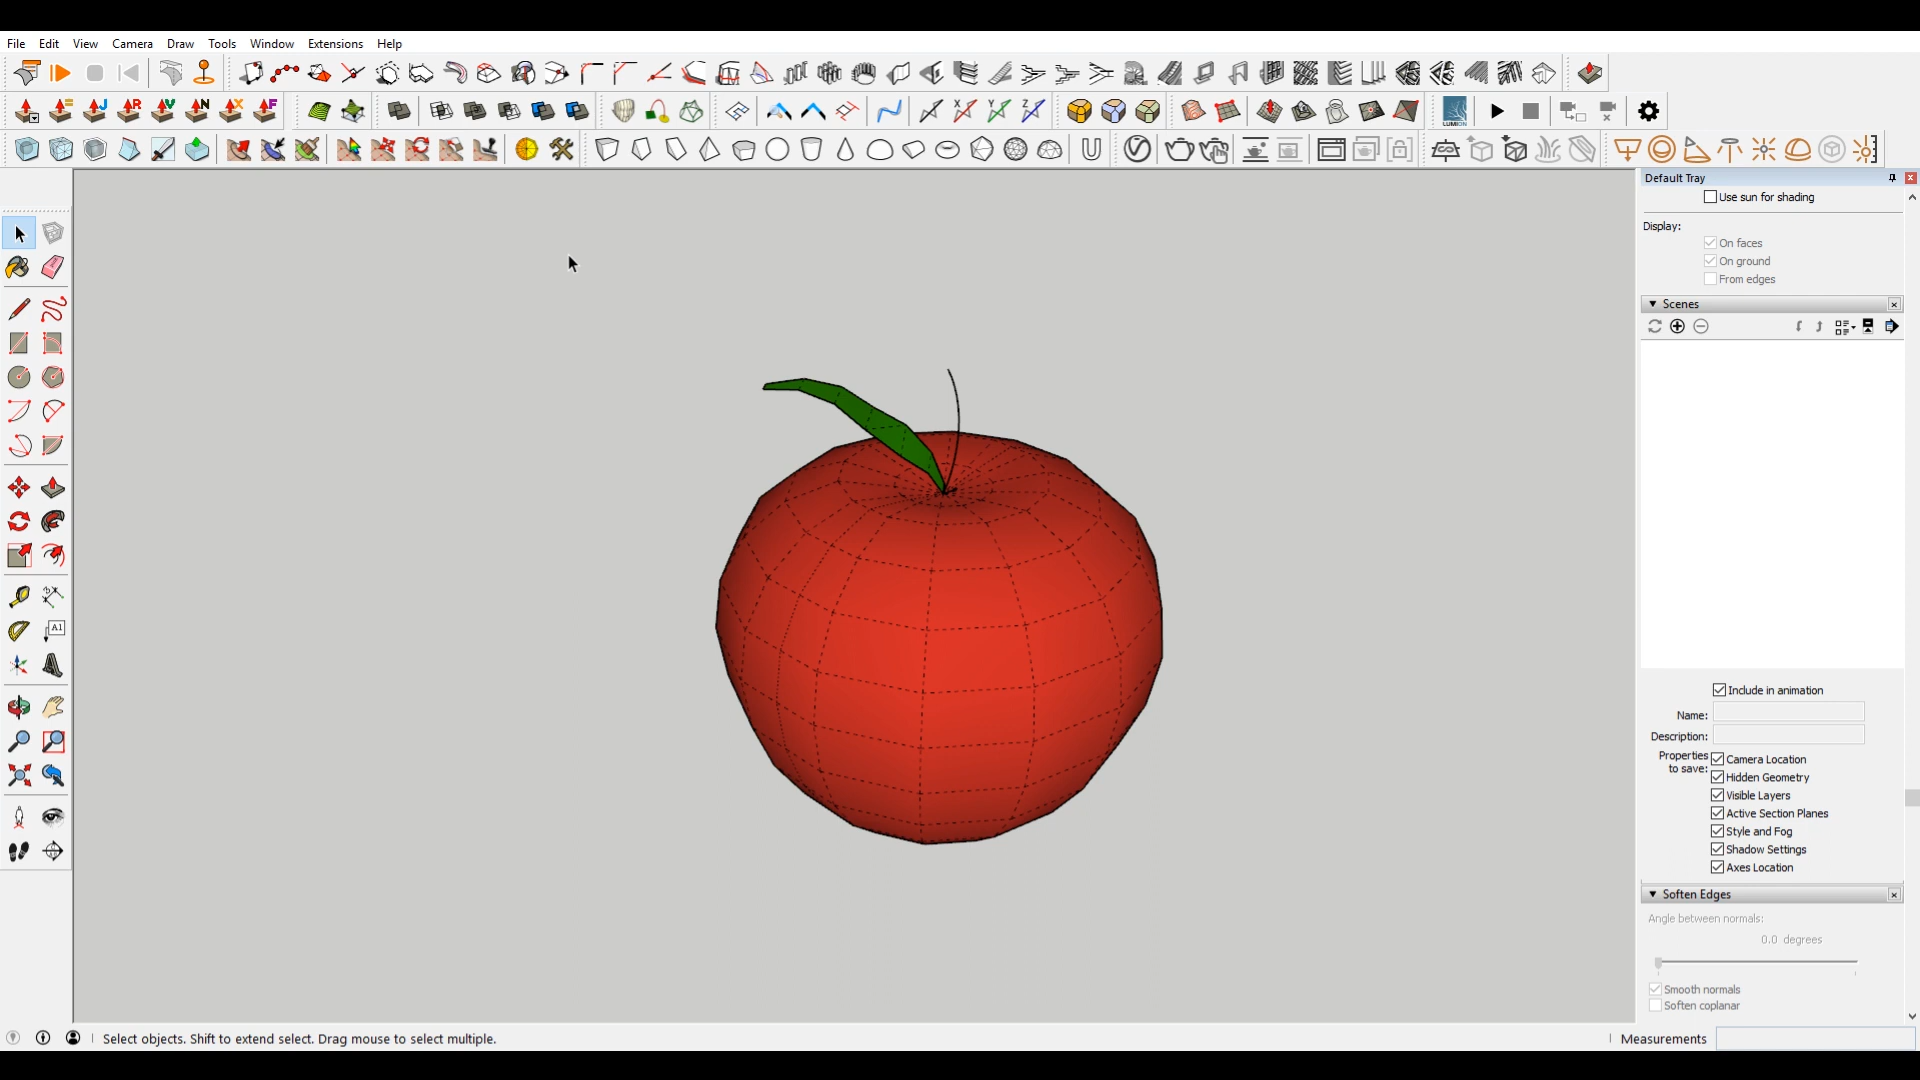 File Edit View Camera Draw Tools Window Extensions Help
J R V N X F
X Y Z
LUMION
U
Default Tray
Use sun for shading
Display:
On faces
On ground
From edges
Scenes
A1
Include in animation
Name:
Description:
Properties to save:
Camera Location
Hidden Geometry
Visible Layers
Active Section Planes
Style and Fog
Shadow Settings
Axes Location
Soften Edges
Angle between normals:
0.0 degrees
Smooth normals
Soften coplanar
Select objects. Shift to extend select. Drag mouse to select multiple.
Measurements